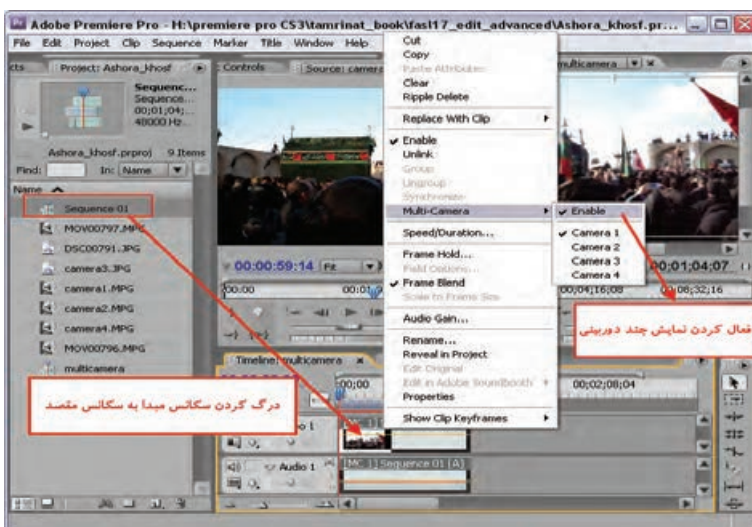 Adobe Premiere Pro - H:\premiere pro CS3\tamrinat_book\fasl17_edit_advanced\Ashora_khosf.pr...
File Edit Project Clip Sequence Marker Title Window Help
cts
Project: Ashora_khosf
Controls
Source: camera
multicamera
Sequenc...
Sequence...
00;01;04;...
48000 Hz...
Ashora_khosf.prproj 9 Items
Find: In: Name
Name
Sequence 01
MOV00797.MPG
DSC00791.JPG
camera3.JPG
camera1.MPG
camera2.MPG
camera4.MPG
MOV00796.MPG
multicamera
Cut
Copy
Paste Attributes
Clear
Ripple Delete
Replace With Clip
Enable
Unlink
Group
Ungroup
Synchronize
Multi-Camera
Speed/Duration...
Frame Hold...
Field Options...
Frame Blend
Scale to Frame Size
Audio Gain...
Rename...
Reveal in Project
Edit Original
Edit in Adobe Soundbooth
Properties
Show Clip Keyframes
Enable
Camera 1
Camera 2
Camera 3
Camera 4
00:00:59:14 Fit
00:01:04:07
00:00
00:04:16:08 00:08:32:16
فعال کردن نمایش چند دوربینی
Timeline: multicamera
:00;00
00;02;08;04
درگ کردن سکانس مبدا به سکانس مقصد
o 1
Audio 1
[MC 1] Sequence 01 [A]